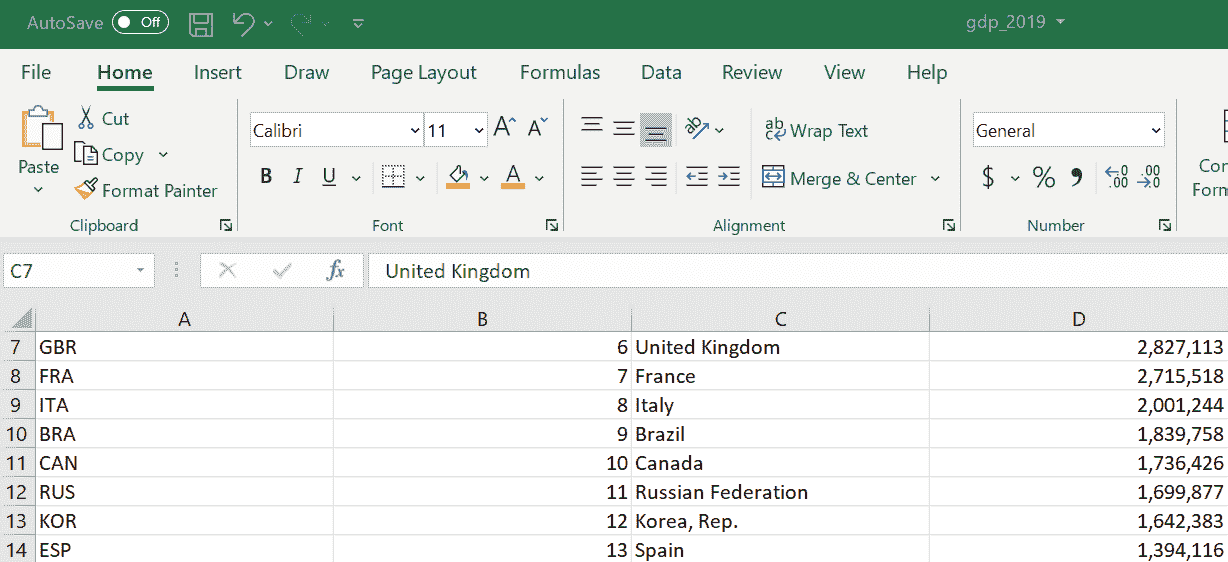 AutoSave Off gdp_2019
File Home Insert Draw Page Layout Formulas Data Review View Help
Paste Cut Copy Format Painter
Clipboard
Calibri 11
B I U A
Font
ab Wrap Text
Merge & Center
Alignment
General
$ % 9 .00 .00
Number
C7 fx United Kingdom
A B C D
7 GBR 6 United Kingdom 2,827,113
8 FRA 7 France 2,715,518
9 ITA 8 Italy 2,001,244
10 BRA 9 Brazil 1,839,758
11 CAN 10 Canada 1,736,426
12 RUS 11 Russian Federation 1,699,877
13 KOR 12 Korea, Rep. 1,642,383
14 ESP 13 Spain 1,394,116